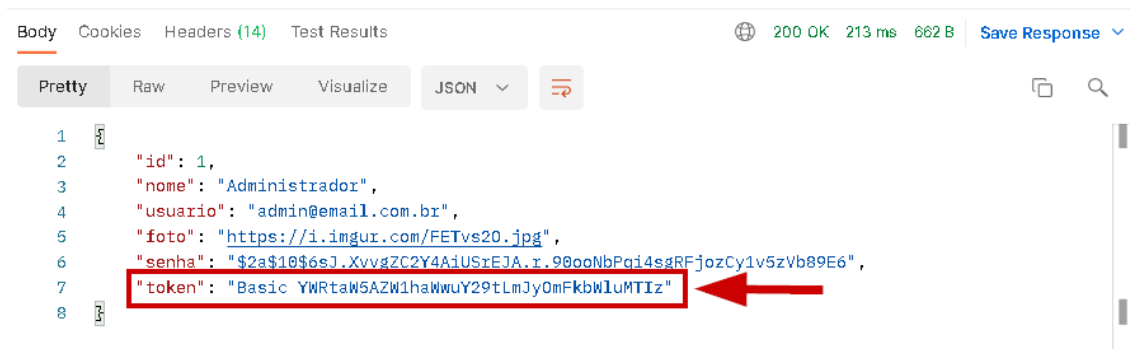 Body Cookies Headers (14) Test Results 200 OK 213 ms 662 B Save Response
Pretty Raw Preview Visualize JSON
1 {
2 "id": 1,
3 "nome": "Administrador",
4 "usuario": "admin@email.com.br",
5 "foto": "https://i.imgur.com/FETvs2O.jpg",
6 "senha": "$2a$10$6sJ.XvvgZC2Y4AiUSrEJA.r.90ooNbPqi4sgRFjozCy1v5zVb89E6",
7 "token": "Basic YWRtaW5AZW1haWwuY29tLmJyOmFkbWluMTIz"
8 }